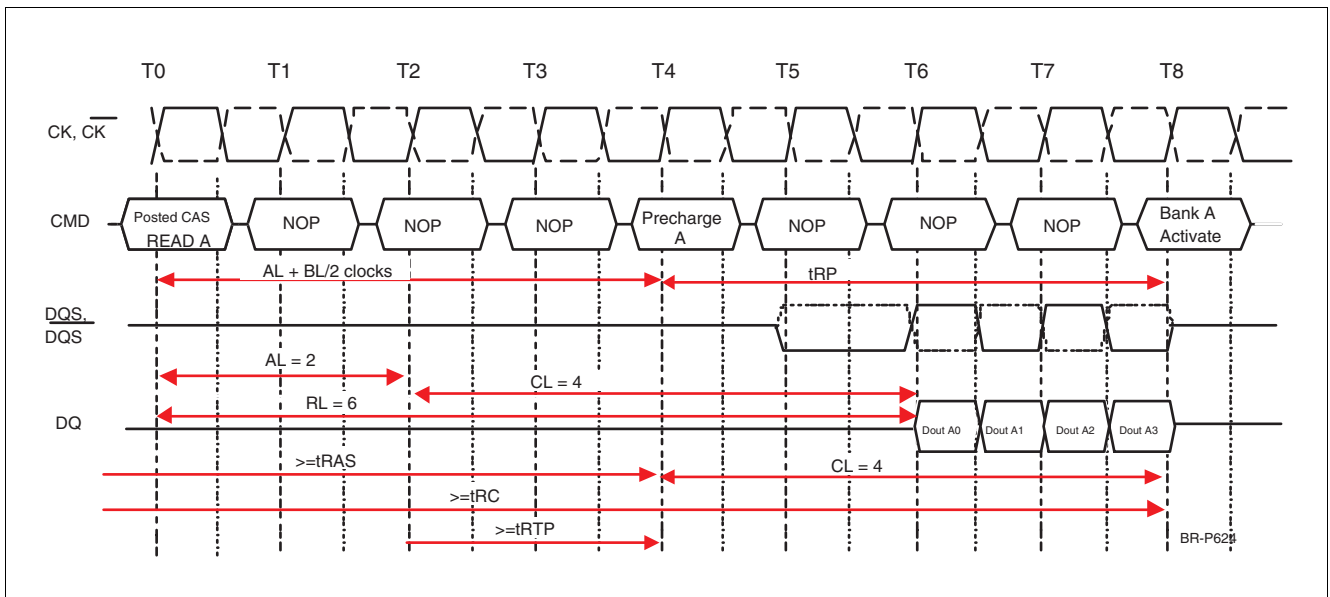 T0 T1 T2 T3 T4 T5 T6 T7 T8
CK, CK
CMD
Posted CAS
READ A
NOP
NOP
NOP
Precharge
A
NOP
NOP
NOP
Bank A
Activate
AL + BL/2 clocks
tRP
DQS,
DQS
AL = 2
CL = 4
RL = 6
DQ
Dout A0
Dout A1
Dout A2
Dout A3
>=tRAS
CL = 4
>=tRC
>=tRTP
BR-P624